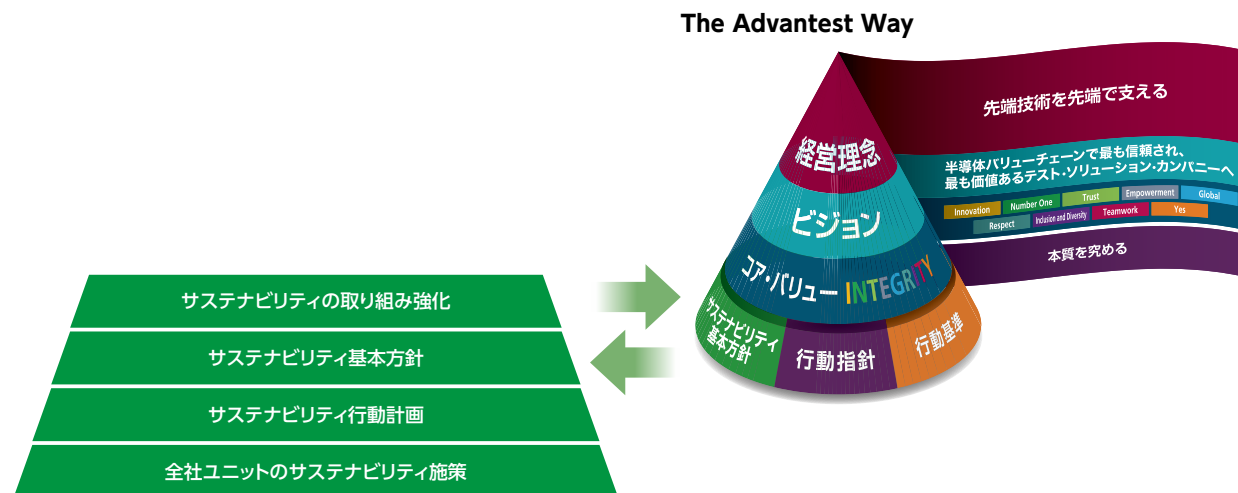 The Advantest Way
先端技術を先端で支える
経営理念
半導体バリューチェーンで最も信頼され、
最も価値あるテスト・ソリューション・カンパニーへ
ビジョン
Innovation Number One Trust Empowerment Global
Respect Inclusion and Diversity Teamwork Yes
コア・バリュー INTEGRITY
本質を究める
サステナビリティ
基本方針
行動指針
行動基準
サステナビリティの取り組み強化
サステナビリティ基本方針
サステナビリティ行動計画
全社ユニットのサステナビリティ施策